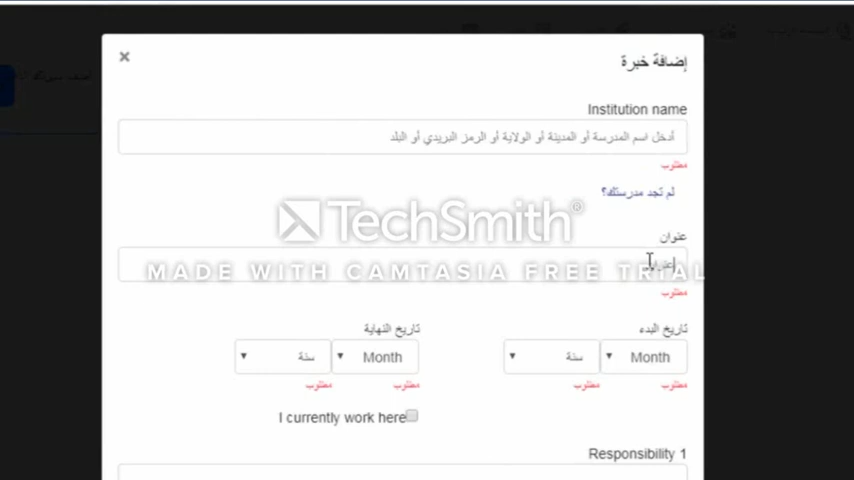 إضافة خبرة
×
Institution name
أدخل اسم المدرسة أو المدينة أو الولاية أو الرمز البريدي أو البلد
مطلوب
لم تجد مدرستك؟
TechSmith®
عنوان
عنوان
MADE WITH CAMTASIA FREE TRIAL
مطلوب
تاريخ البدء
تاريخ النهاية
Month
سنة
Month
سنة
مطلوب
مطلوب
مطلوب
مطلوب
I currently work here
Responsibility 1